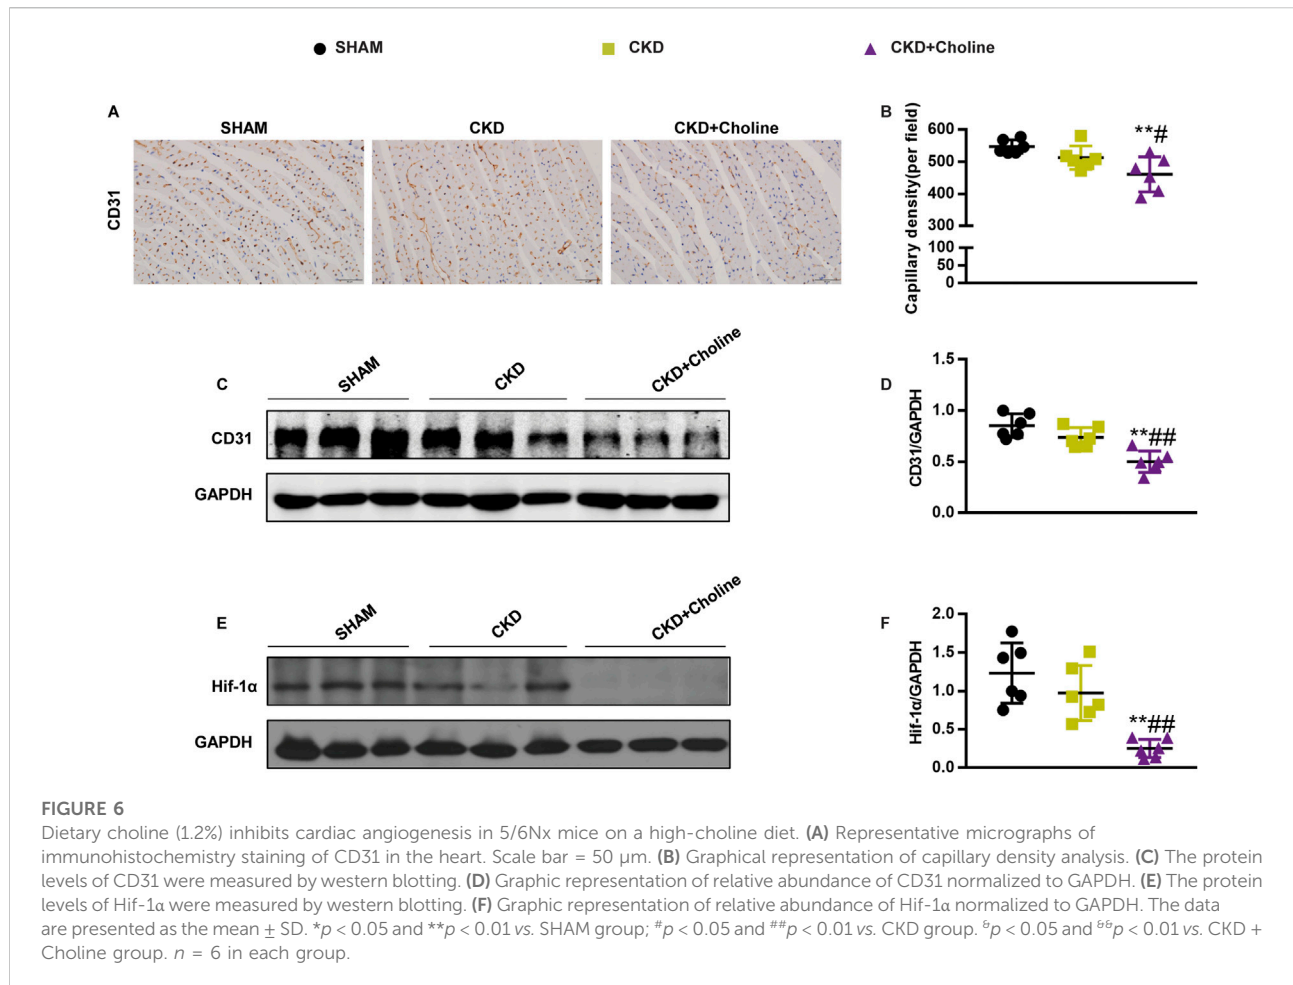 SHAM CKD CKD+Choline
A
SHAM CKD CKD+Choline
CD31
B
Capillary density(per field)
600
500
400
300
100
50
0
**#
C
SHAM CKD CKD+Choline
CD31
GAPDH
D
CD31/GAPDH
1.5
1.0
0.5
0.0
**##
E
SHAM CKD CKD+Choline
Hif-1α
GAPDH
F
Hif-1α/GAPDH
2.0
1.5
1.0
0.5
0.0
**##
FIGURE 6
Dietary choline (1.2%) inhibits cardiac angiogenesis in 5/6Nx mice on a high-choline diet. (A) Representative micrographs of
immunohistochemistry staining of CD31 in the heart. Scale bar = 50 μm. (B) Graphical representation of capillary density analysis. (C) The protein
levels of CD31 were measured by western blotting. (D) Graphic representation of relative abundance of CD31 normalized to GAPDH. (E) The protein
levels of Hif-1α were measured by western blotting. (F) Graphic representation of relative abundance of Hif-1α normalized to GAPDH. The data
are presented as the mean ± SD. *p < 0.05 and **p < 0.01 vs. SHAM group; #p < 0.05 and ##p < 0.01 vs. CKD group. &p < 0.05 and &&p < 0.01 vs. CKD +
Choline group. n = 6 in each group.